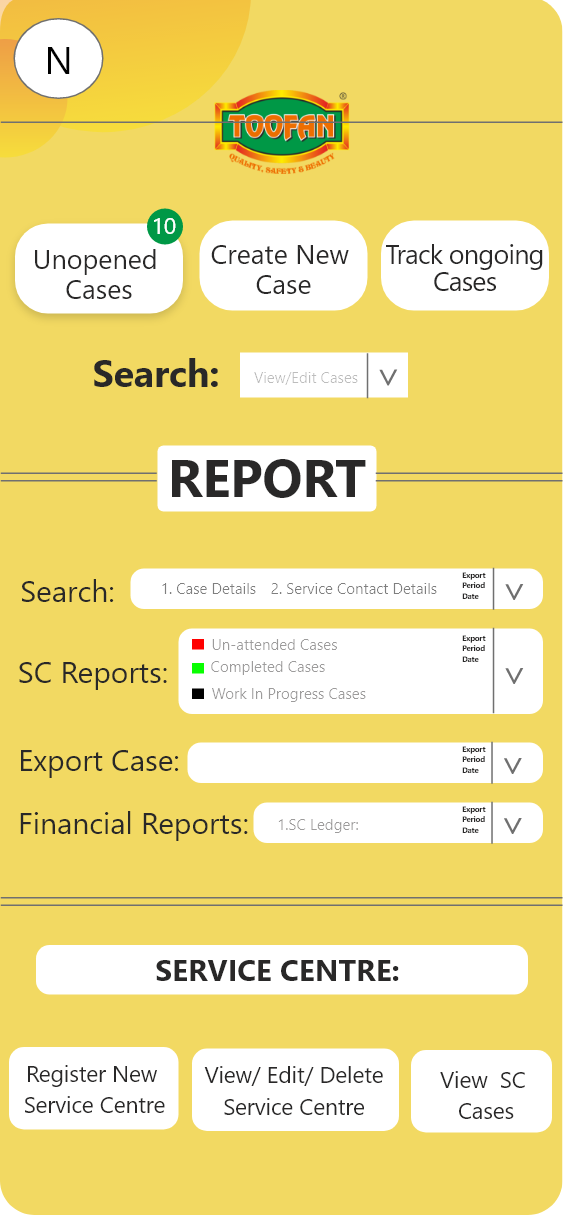 N
TOOFAN ®
QUALITY, SAFETY & BEAUTY
10
Unopened
Cases
Create New
Case
Track ongoing
Cases
Search:
View/Edit Cases
V
REPORT
Search:
1. Case Details 2. Service Contact Details
Export
Period
Date
V
SC Reports:
Un-attended Cases
Completed Cases
Work In Progress Cases
Export
Period
Date
V
Export Case:
Export
Period
Date
V
Financial Reports:
1.SC Ledger:
Export
Period
Date
V
SERVICE CENTRE:
Register New
Service Centre
View/ Edit/ Delete
Service Centre
View SC
Cases